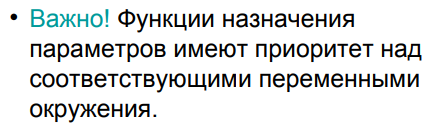 • Важно! Функции назначения
параметров имеют приоритет над
соответствующими переменными
окружения.